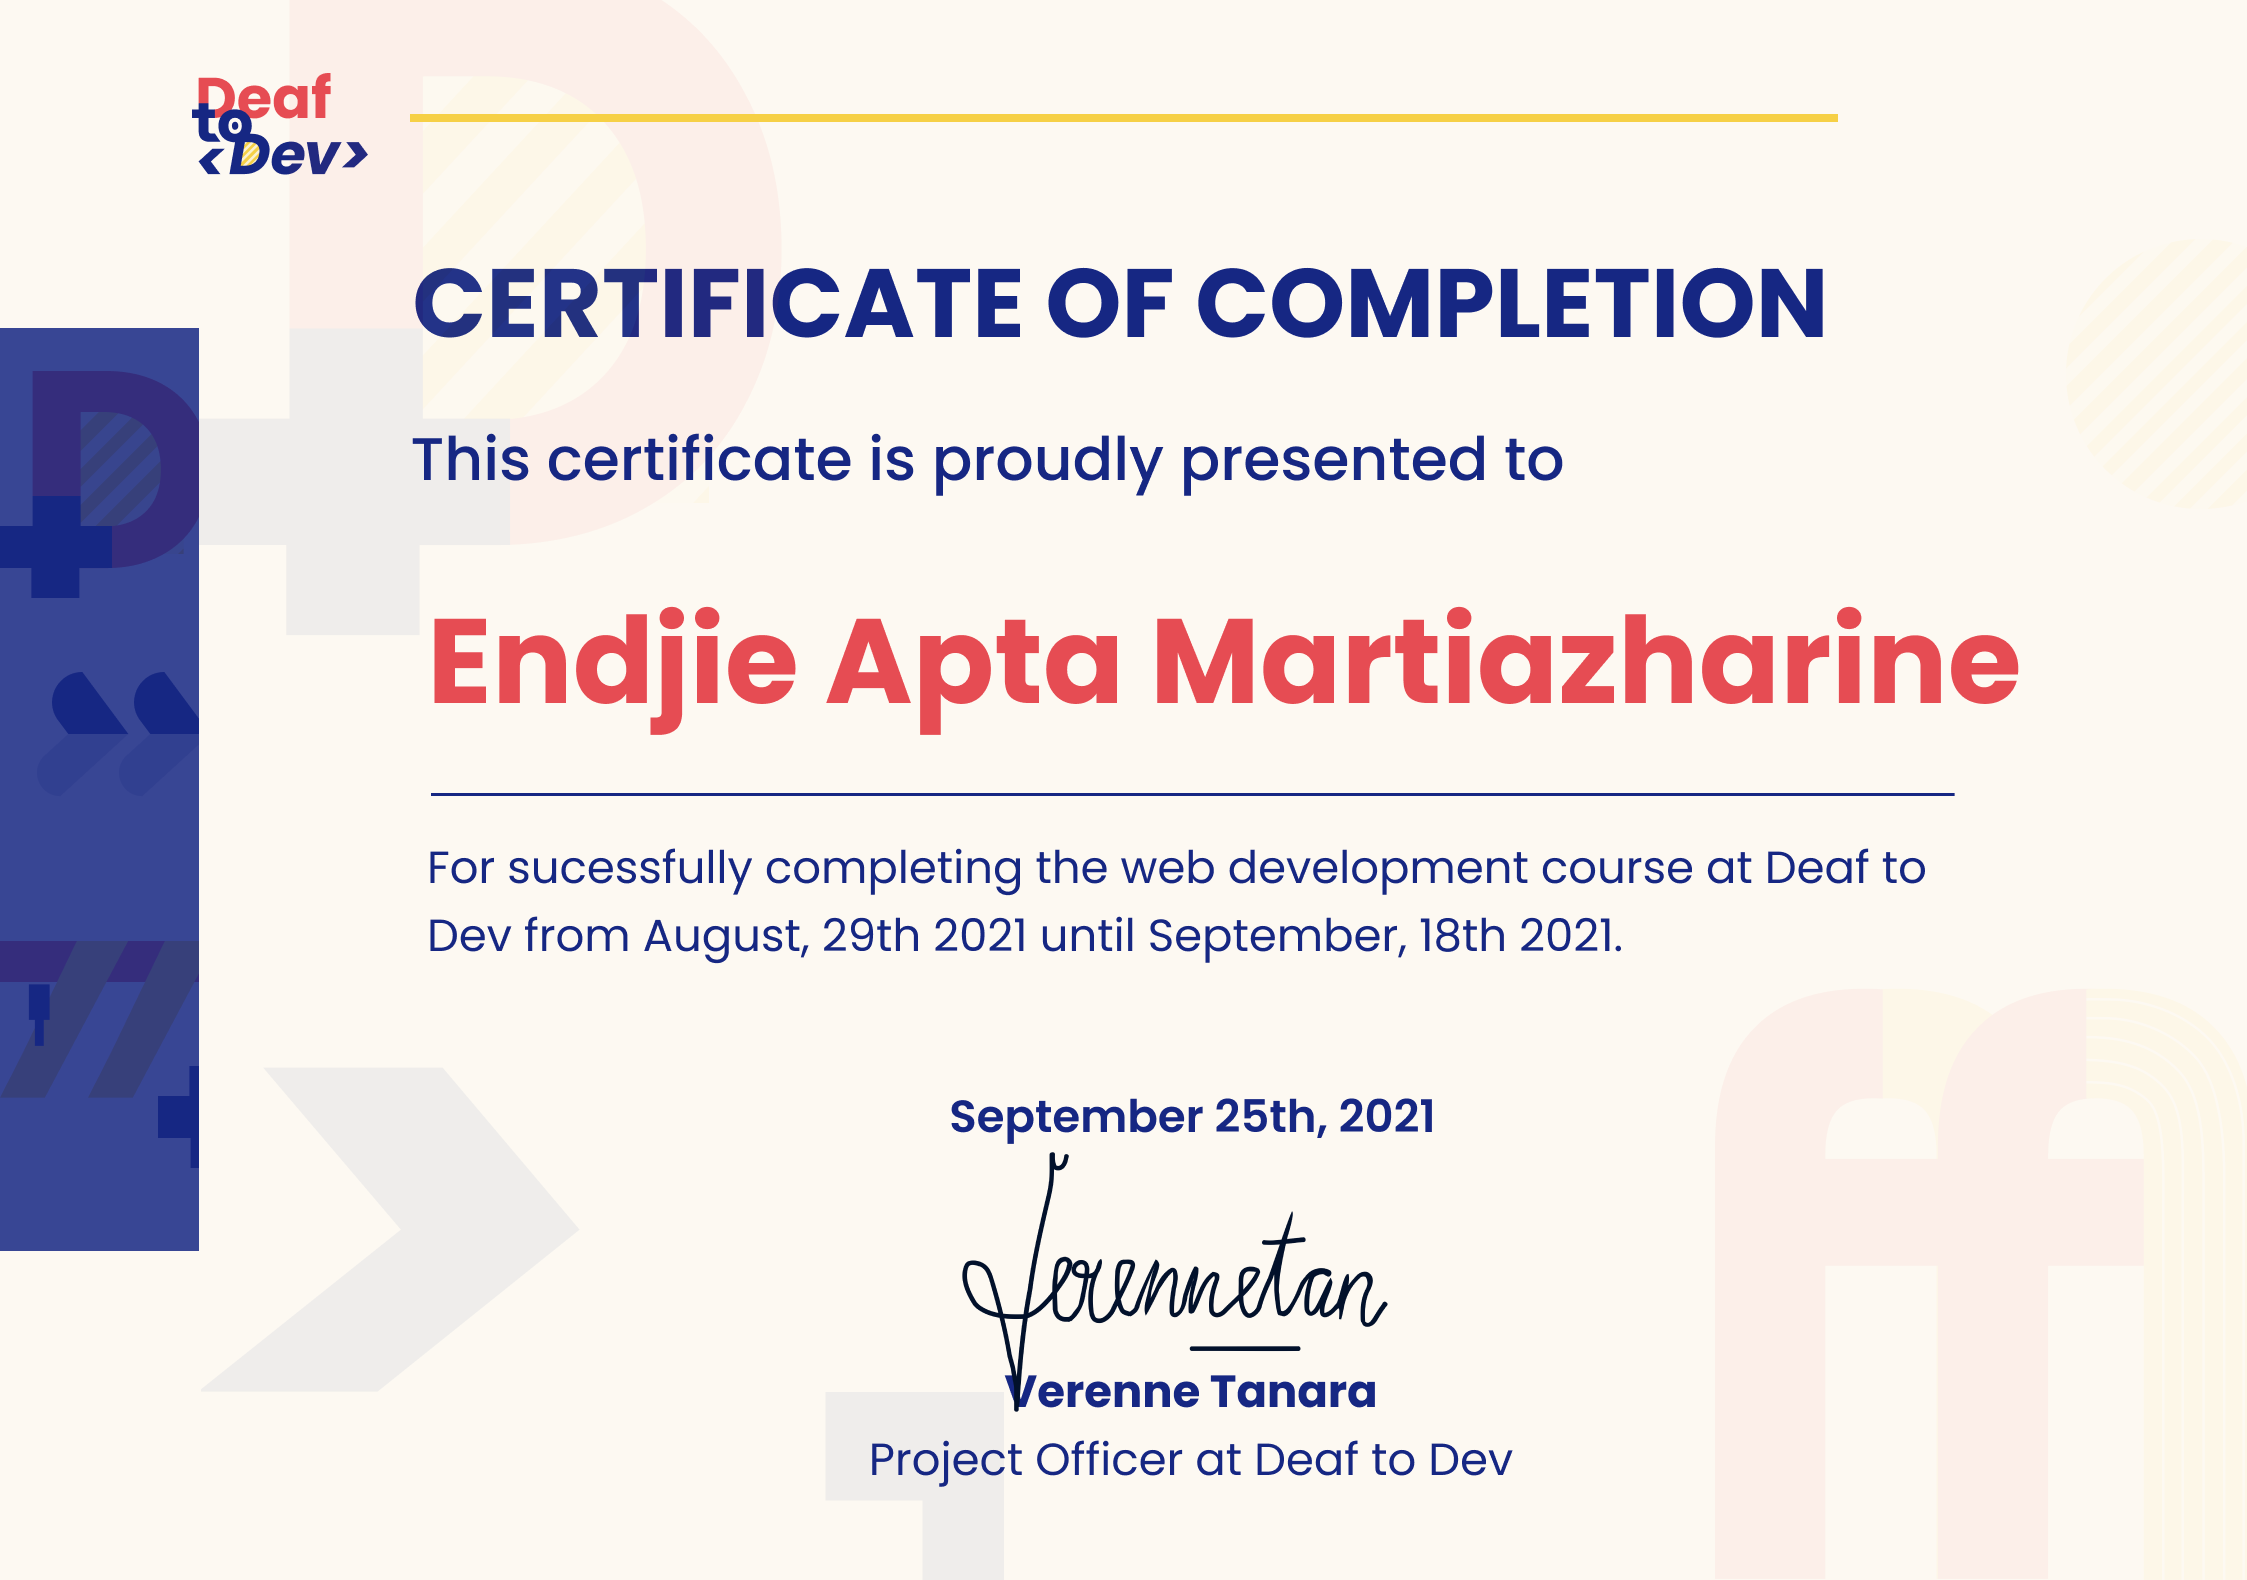 Deaf
to
<Dev>
CERTIFICATE OF COMPLETION
This certificate is proudly presented to
Endjie Apta Martiazharine
For sucessfully completing the web development course at Deaf to
Dev from August, 29th 2021 until September, 18th 2021.
September 25th, 2021
Verennetan
Verenne Tanara
Project Officer at Deaf to Dev